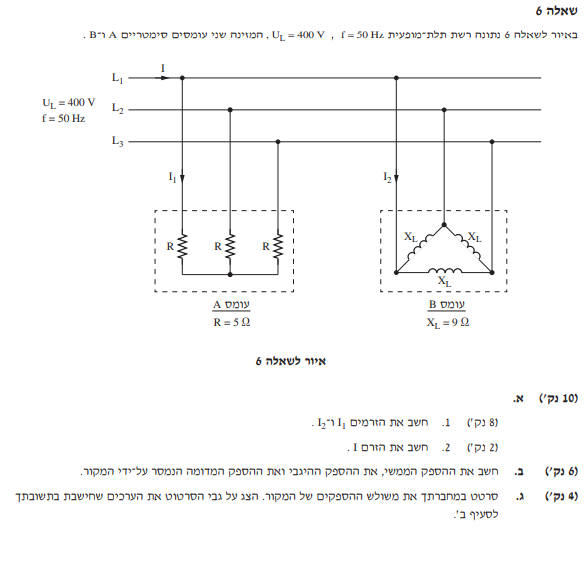 שאלה 6
באיור לשאלה 6 נתונה רשת תלת־מופעית f = 50 Hz , U_L = 400 V , המזינה שני עומסים סימטריים A ו־B .
I
L₁
U_L = 400 V
L₂
f = 50 Hz
L₃
I₁
I₂
R
R
R
X_L
X_L
X_L
עומס A
עומס B
R = 5 Ω
X_L = 9 Ω
איור לשאלה 6
(10 נק') א.
(8 נק') 1. חשב את הזרמים I₁ ו־I₂ .
(2 נק') 2. חשב את הזרם I .
(6 נק') ב. חשב את ההספק הממשי, את ההספק ההיגבי ואת ההספק המדומה הנמסר על־ידי המקור.
(4 נק') ג. סרטט במחברתך את משולש ההספקים של המקור. הצג על גבי הסרטוט את הערכים שחישבת בתשובתך
לסעיף ב'.